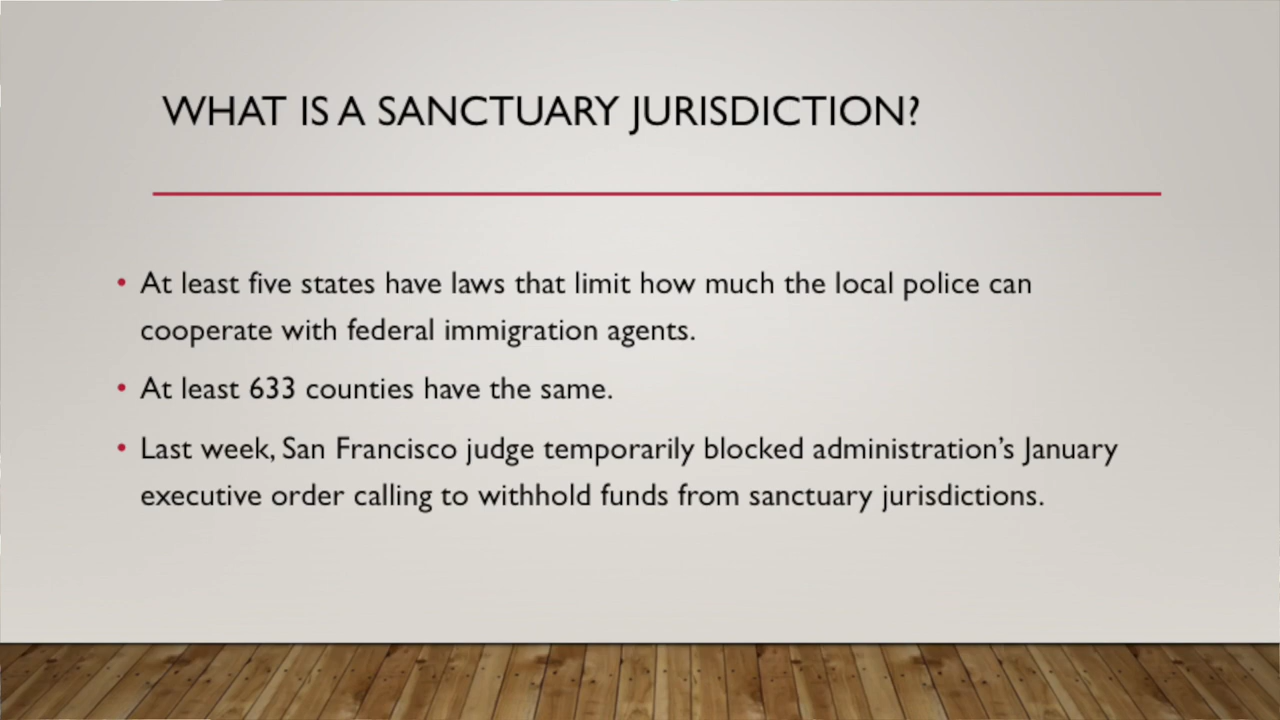 WHAT IS A SANCTUARY JURISDICTION?
• At least five states have laws that limit how much the local police can
cooperate with federal immigration agents.
• At least 633 counties have the same.
• Last week, San Francisco judge temporarily blocked administration’s January
executive order calling to withhold funds from sanctuary jurisdictions.